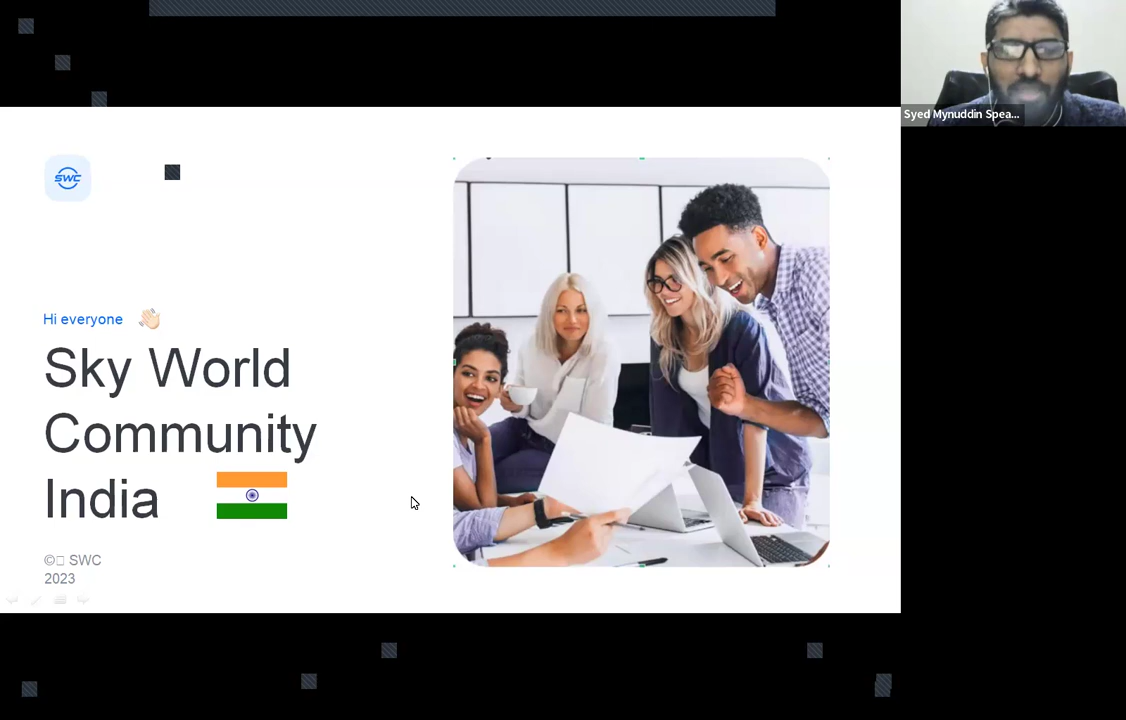 Syed Mynuddin Spea...
SWC
Hi everyone
Sky World
Community
India
© SWC
2023